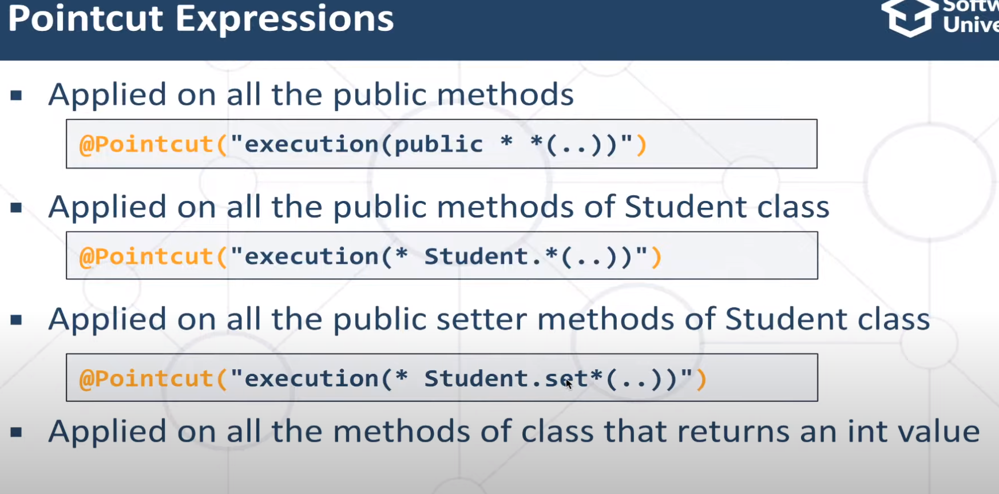 Pointcut Expressions
Applied on all the public methods
@Pointcut("execution(public * *(..))")
Applied on all the public methods of Student class
@Pointcut("execution(* Student.*(..))")
Applied on all the public setter methods of Student class
@Pointcut("execution(* Student.set*(..))")
Applied on all the methods of class that returns an int value